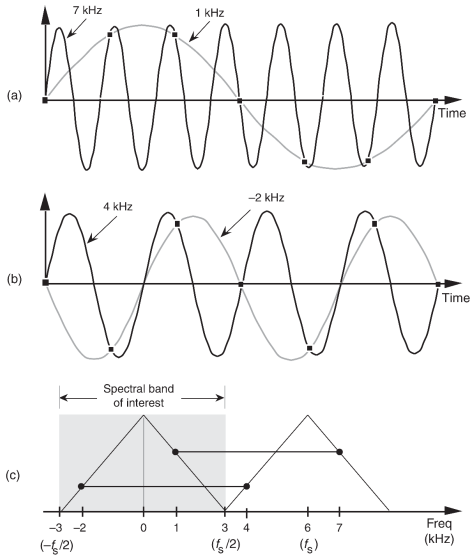 7 kHz
1 kHz
(a)
Time
4 kHz
–2 kHz
(b)
Time
Spectral band
of interest
(c)
–3 –2 0 1 3 4 6 7 Freq
(–fs/2) (fs/2) (fs) (kHz)